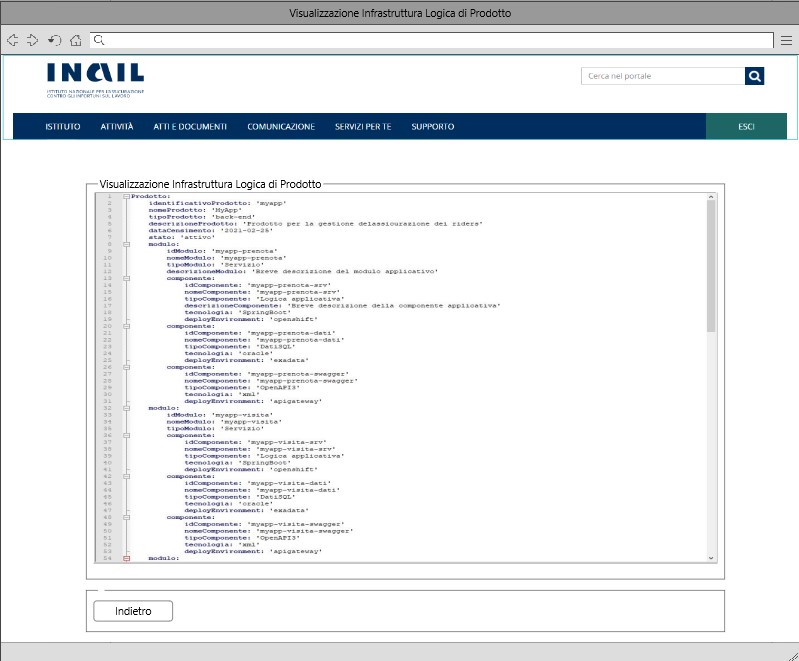 Visualizzazione Infrastruttura Logica di Prodotto
INAIL
ISTITUTO NAZIONALE PER L'ASSICURAZIONE
CONTRO GLI INFORTUNI SUL LAVORO
Cerca nel portale
ISTITUTO ATTIVITÀ ATTI E DOCUMENTI COMUNICAZIONE SERVIZI PER TE SUPPORTO ESCI
Visualizzazione Infrastruttura Logica di Prodotto
1 Prodotto:
2 identificativoProdotto: 'myapp'
3 nomeProdotto: 'MyApp'
4 tipoProdotto: 'back-end'
5 descrizioneProdotto: 'Prodotto per la gestione delassicurazione dei riders'
6 dataCensimento: '2021-02-25'
7 stato: 'attivo'
8 modulo:
9 idModulo: 'myapp-prenota'
10 nomeModulo: 'myapp-prenota'
11 tipoModulo: 'Servizio'
12 descrizioneModulo: 'Breve descrizione del modulo applicativo'
13 componente:
14 idComponente: 'myapp-prenota-srv'
15 nomeComponente: 'myapp-prenota-srv'
16 tipoComponente: 'Logica applicativa'
17 descrizioneComponente: 'Breve descrizione della componente applicativa'
18 tecnologia: 'SpringBoot'
19 deployEnvironment: 'openshift'
20 componente:
21 idComponente: 'myapp-prenota-dati'
22 nomeComponente: 'myapp-prenota-dati'
23 tipoComponente: 'DatiSQL'
24 tecnologia: 'oracle'
25 deployEnvironment: 'exadata'
26 componente:
27 idComponente: 'myapp-prenota-swagger'
28 nomeComponente: 'myapp-prenota-swagger'
29 tipoComponente: 'OpenAPI3'
30 tecnologia: 'xml'
31 deployEnvironment: 'apigateway'
32 modulo:
33 idModulo: 'myapp-visita'
34 nomeModulo: 'myapp-visita'
35 tipoModulo: 'Servizio'
36 componente:
37 idComponente: 'myapp-visita-srv'
38 nomeComponente: 'myapp-visita-srv'
39 tipoComponente: 'Logica applicativa'
40 tecnologia: 'SpringBoot'
41 deployEnvironment: 'openshift'
42 componente:
43 idComponente: 'myapp-visita-dati'
44 nomeComponente: 'myapp-visita-dati'
45 tipoComponente: 'DatiSQL'
46 tecnologia: 'oracle'
47 deployEnvironment: 'exadata'
48 componente:
49 idComponente: 'myapp-visita-swagger'
50 nomeComponente: 'myapp-visita-swagger'
51 tipoComponente: 'OpenAPI3'
52 tecnologia: 'xml'
53 deployEnvironment: 'apigateway'
54 modulo:
Indietro